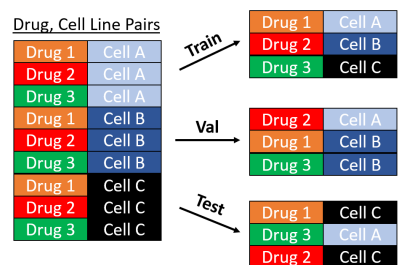 Drug, Cell Line Pairs
Drug 1 Cell A
Drug 2 Cell A
Drug 3 Cell A
Drug 1 Cell B
Drug 2 Cell B
Drug 3 Cell B
Drug 1 Cell C
Drug 2 Cell C
Drug 3 Cell C
Train
Drug 1 Cell A
Drug 2 Cell B
Drug 3 Cell C
Val
Drug 2 Cell A
Drug 1 Cell B
Drug 3 Cell B
Test
Drug 1 Cell C
Drug 3 Cell A
Drug 2 Cell C